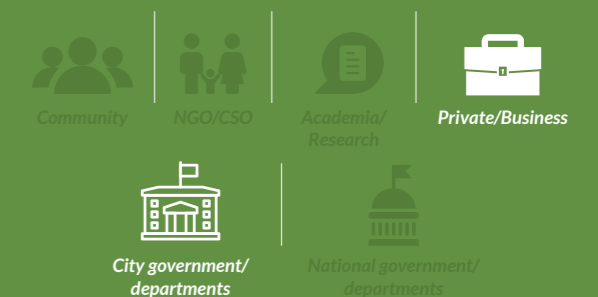 Community
NGO/CSO
Academia/
Research
Private/Business
City government/
departments
National government/
departments